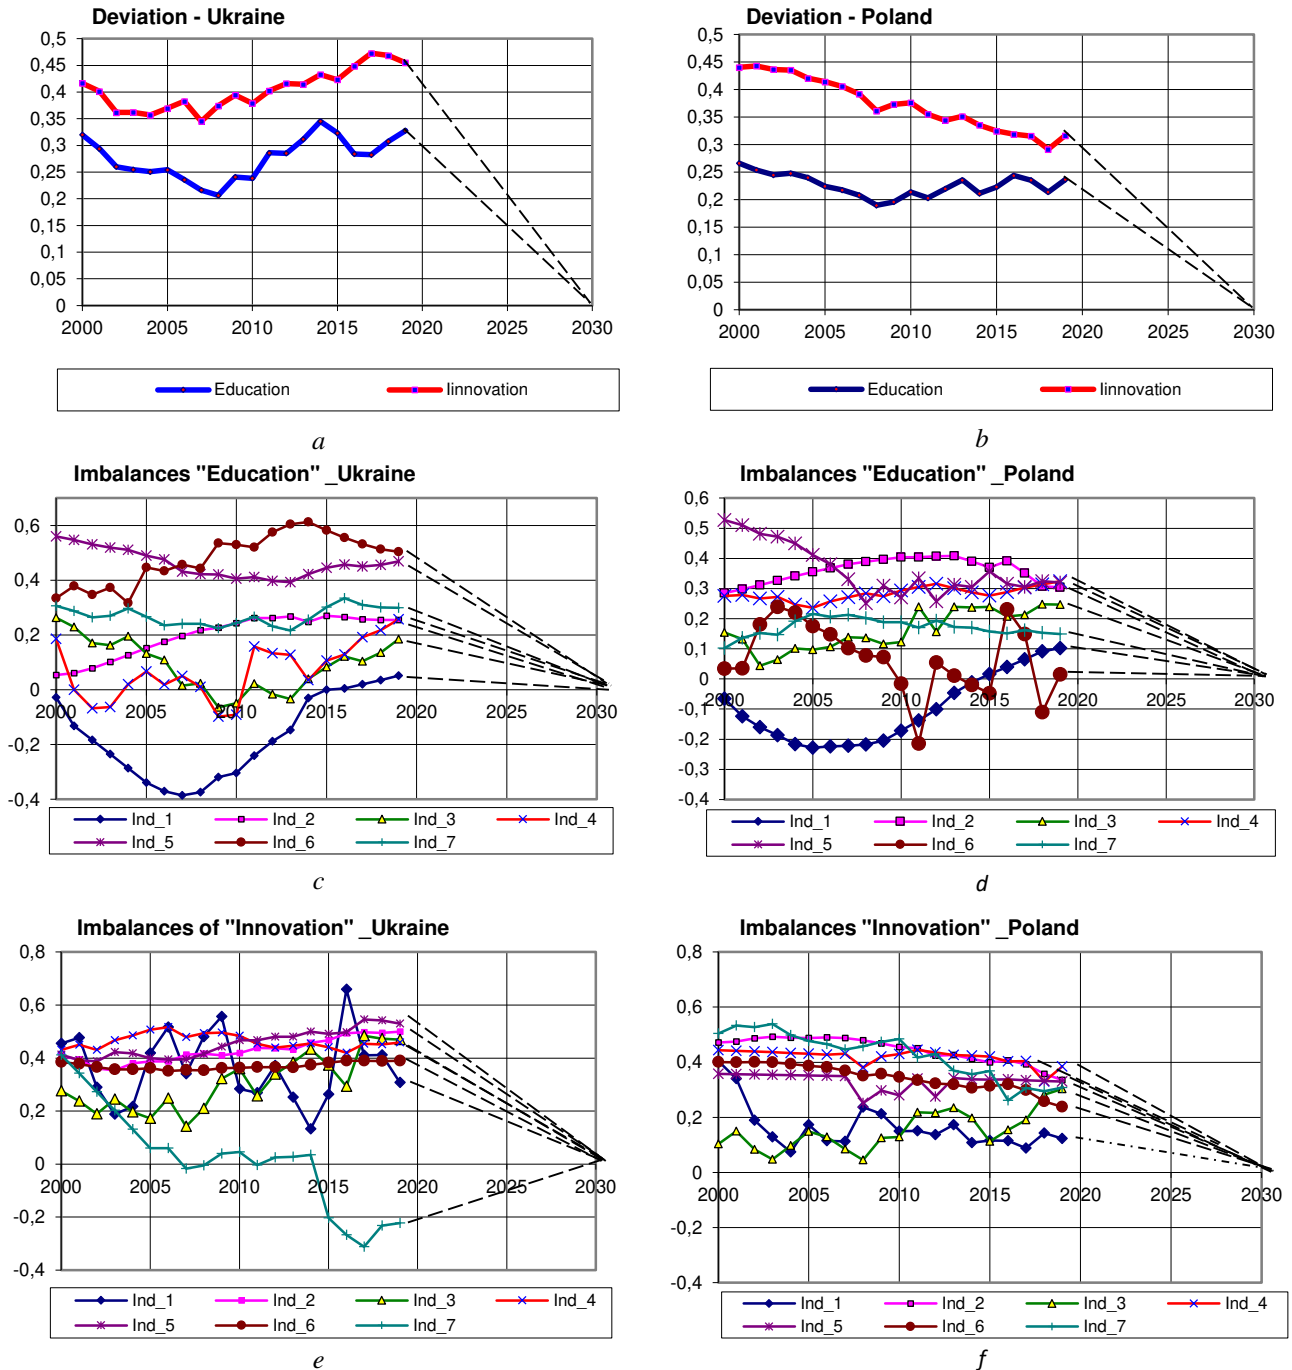 Deviation - Ukraine
0,5
0,45
0,4
0,35
0,3
0,25
0,2
0,15
0,1
0,05
0
2000 2005 2010 2015 2020 2025 2030
Education Iinnovation
a
Deviation - Poland
0,5
0,45
0,4
0,35
0,3
0,25
0,2
0,15
0,1
0,05
0
2000 2005 2010 2015 2020 2025 2030
Education Iinnovation
b
Imbalances "Education" _Ukraine
0,6
0,4
0,2
0
-0,2
-0,4
2000 2005 2010 2015 2020 2025 2030
Ind_1 Ind_2 Ind_3 Ind_4
Ind_5 Ind_6 Ind_7
c
Imbalances "Education" _Poland
0,6
0,5
0,4
0,3
0,2
0,1
0
-0,1
-0,2
-0,3
-0,4
2000 2005 2010 2015 2020 2025 2030
Ind_1 Ind_2 Ind_3 Ind_4
Ind_5 Ind_6 Ind_7
d
Imbalances of "Innovation" _Ukraine
0,8
0,6
0,4
0,2
0
-0,2
-0,4
2000 2005 2010 2015 2020 2025 2030
Ind_1 Ind_2 Ind_3 Ind_4
Ind_5 Ind_6 Ind_7
e
Imbalances "Innovation" _Poland
0,8
0,6
0,4
0,2
0
-0,2
-0,4
2000 2005 2010 2015 2020 2025 2030
Ind_1 Ind_2 Ind_3 Ind_4
Ind_5 Ind_6 Ind_7
f